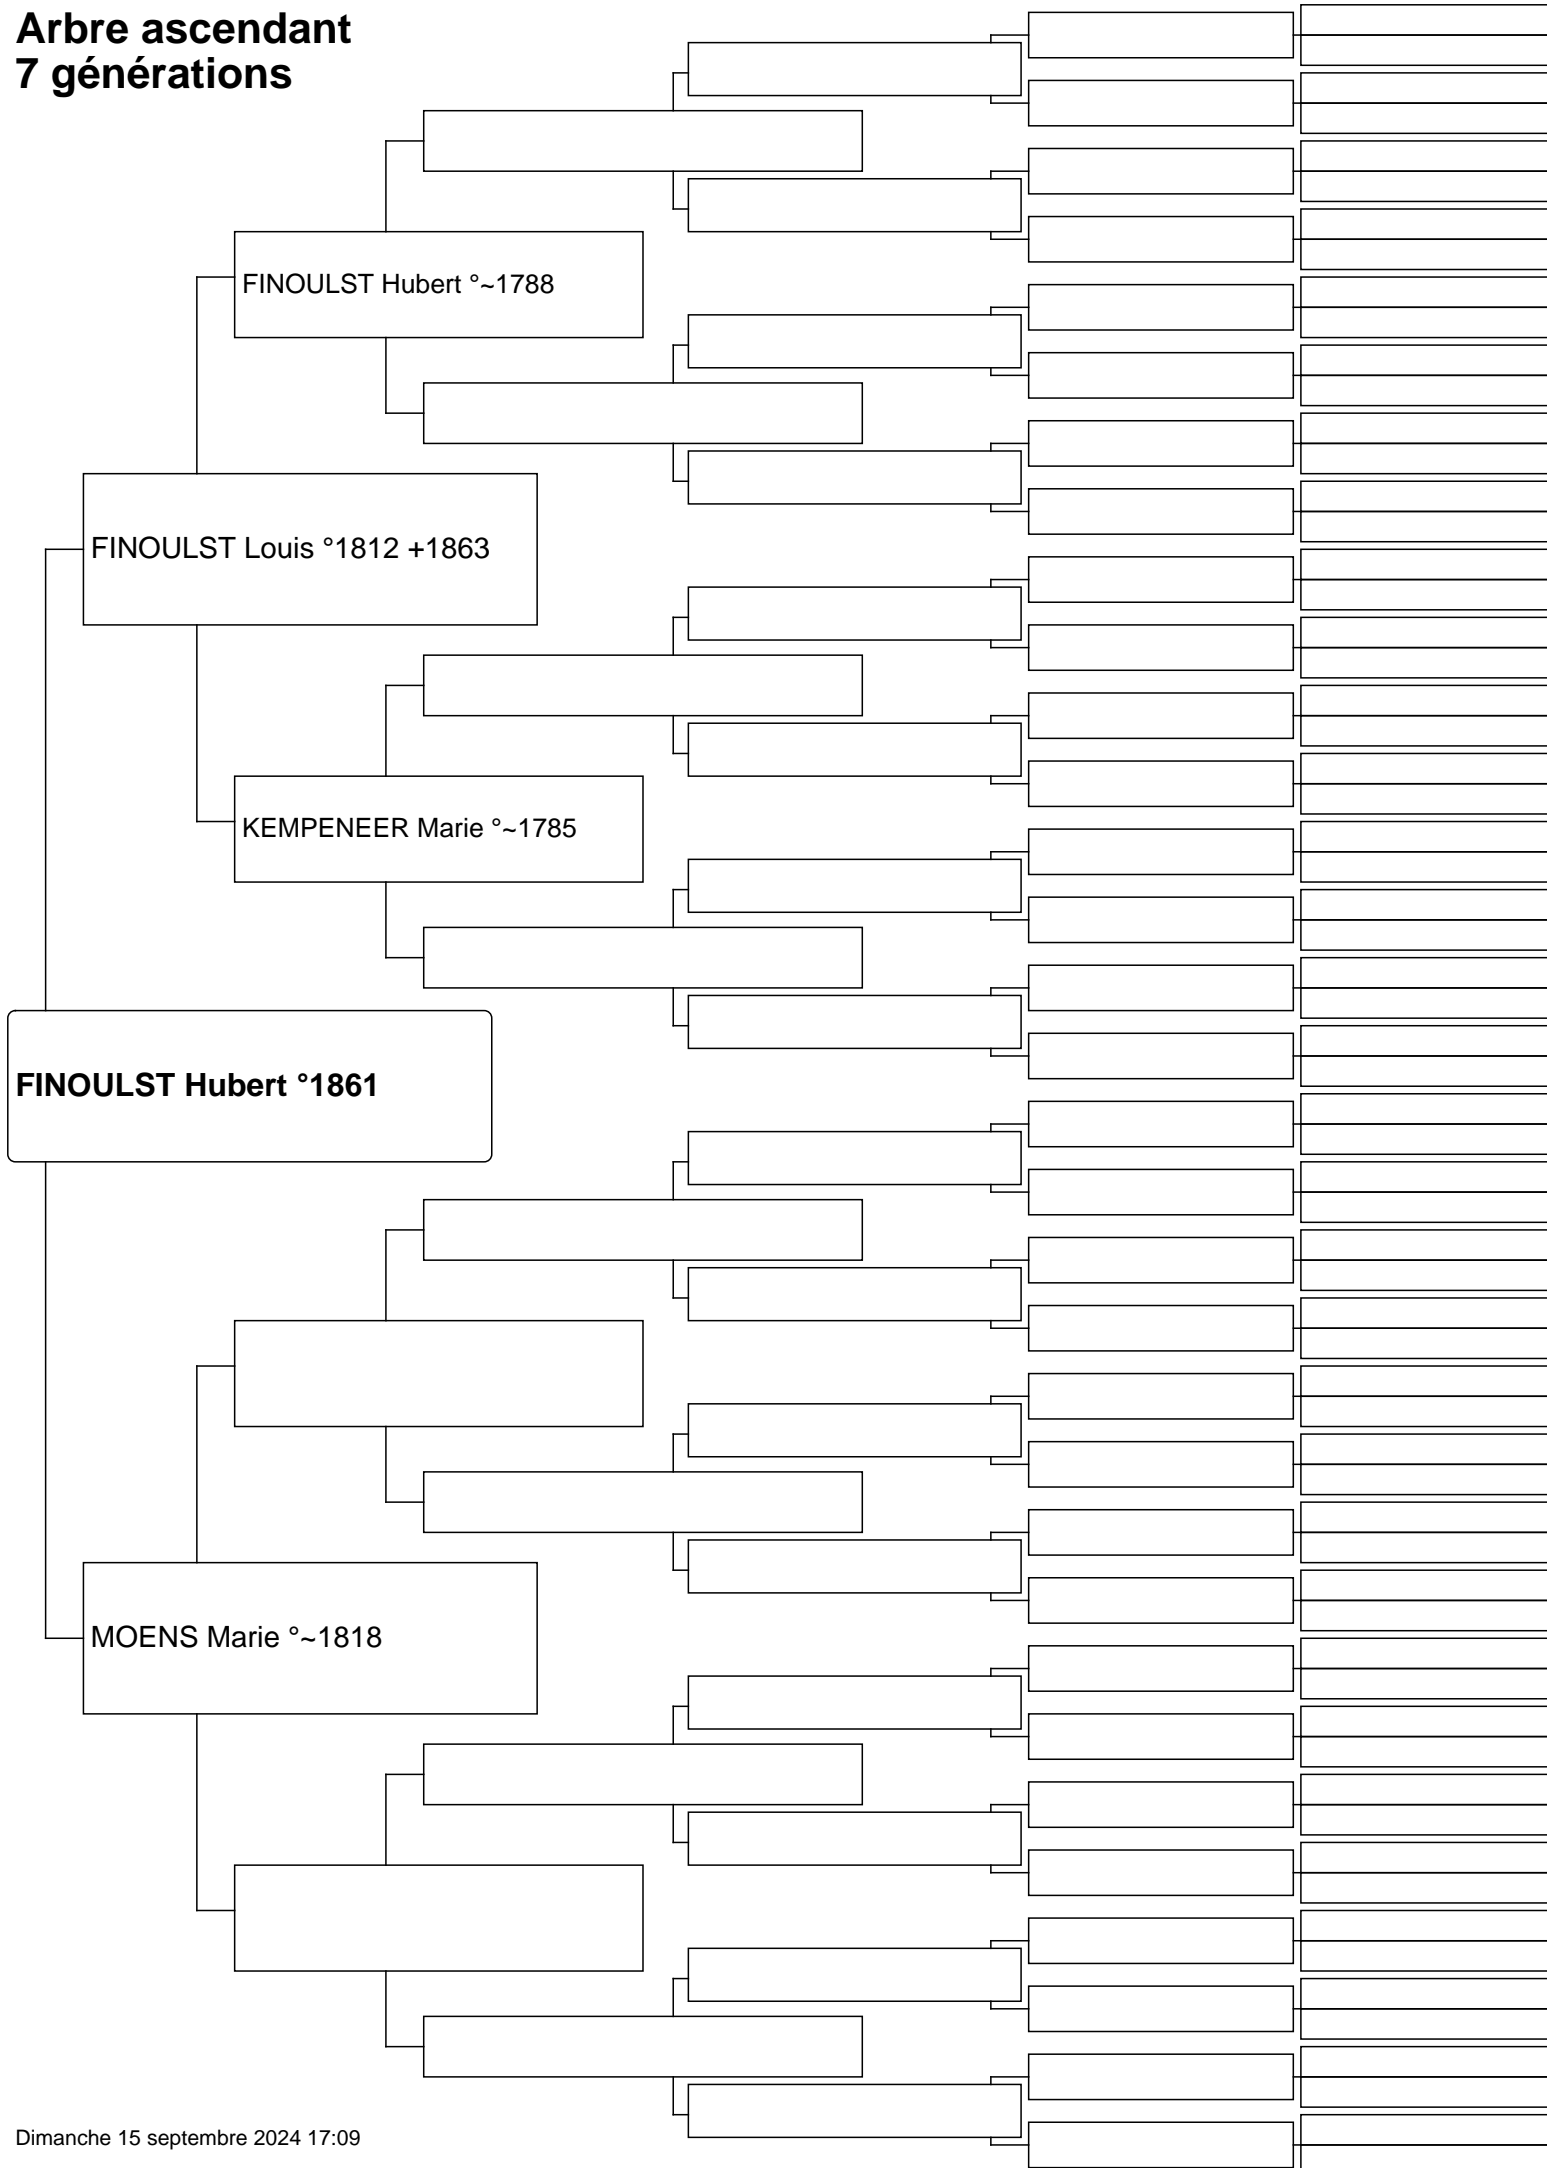 Arbre ascendant
7 générations
FINOULST Hubert °~1788
FINOULST Louis °1812 +1863
KEMPENEER Marie °~1785
FINOULST Hubert °1861
MOENS Marie °~1818
Dimanche 15 septembre 2024 17:09